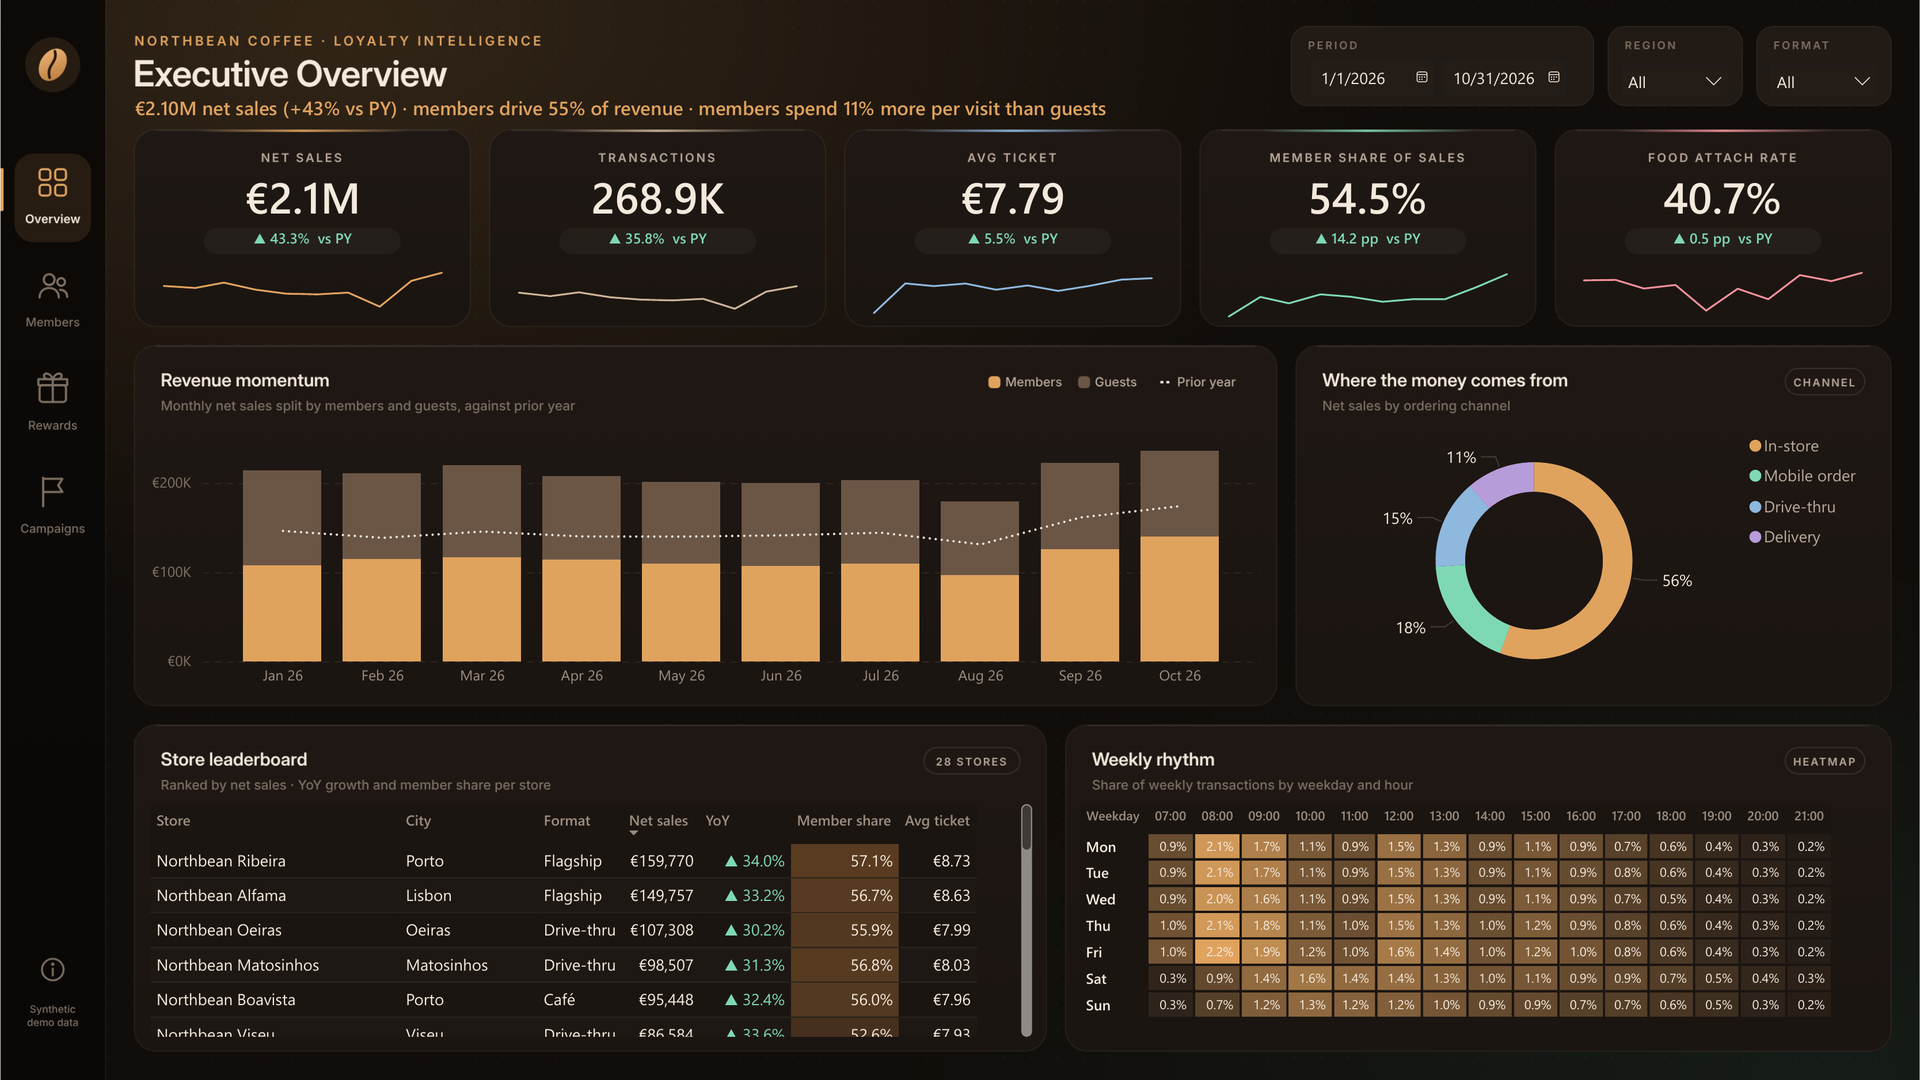 NORTHBEAN COFFEE · LOYALTY INTELLIGENCE
Executive Overview
€2.10M net sales (+43% vs PY) · members drive 55% of revenue · members spend 11% more per visit than guests
PERIOD
1/1/2026 10/31/2026
REGION
All
FORMAT
All
Overview
Members
Rewards
Campaigns
Synthetic
demo data
NET SALES
€2.1M
▲ 43.3% vs PY
TRANSACTIONS
268.9K
▲ 35.8% vs PY
AVG TICKET
€7.79
▲ 5.5% vs PY
MEMBER SHARE OF SALES
54.5%
▲ 14.2 pp vs PY
FOOD ATTACH RATE
40.7%
▲ 0.5 pp vs PY
Revenue momentum
Monthly net sales split by members and guests, against prior year
Members Guests Prior year
€200K
€100K
€0K
Jan 26 Feb 26 Mar 26 Apr 26 May 26 Jun 26 Jul 26 Aug 26 Sep 26 Oct 26
Where the money comes from
Net sales by ordering channel
CHANNEL
In-store
Mobile order
Drive-thru
Delivery
11%
15%
18%
56%
Store leaderboard
Ranked by net sales · YoY growth and member share per store
28 STORES
Store City Format Net sales YoY Member share Avg ticket
Northbean Ribeira Porto Flagship €159,770 ▲ 34.0% 57.1% €8.73
Northbean Alfama Lisbon Flagship €149,757 ▲ 33.2% 56.7% €8.63
Northbean Oeiras Oeiras Drive-thru €107,308 ▲ 30.2% 55.9% €7.99
Northbean Matosinhos Matosinhos Drive-thru €98,507 ▲ 31.3% 56.8% €8.03
Northbean Boavista Porto Café €95,448 ▲ 32.4% 56.0% €7.96
Northbean Viseu Viseu Drive-thru €86,584 ▲ 33.6% 52.6% €7.93
Weekly rhythm
Share of weekly transactions by weekday and hour
HEATMAP
Weekday 07:00 08:00 09:00 10:00 11:00 12:00 13:00 14:00 15:00 16:00 17:00 18:00 19:00 20:00 21:00
Mon 0.9% 2.1% 1.7% 1.1% 0.9% 1.5% 1.3% 0.9% 1.1% 0.9% 0.7% 0.6% 0.4% 0.3% 0.2%
Tue 0.9% 2.1% 1.7% 1.1% 0.9% 1.5% 1.3% 0.9% 1.1% 0.9% 0.8% 0.6% 0.4% 0.3% 0.2%
Wed 0.9% 2.0% 1.6% 1.1% 0.9% 1.5% 1.3% 0.9% 1.1% 0.9% 0.7% 0.5% 0.4% 0.3% 0.2%
Thu 1.0% 2.1% 1.8% 1.1% 1.0% 1.5% 1.3% 1.0% 1.2% 0.9% 0.8% 0.6% 0.4% 0.3% 0.2%
Fri 1.0% 2.2% 1.9% 1.2% 1.0% 1.6% 1.4% 1.0% 1.2% 1.0% 0.8% 0.6% 0.4% 0.3% 0.2%
Sat 0.3% 0.9% 1.4% 1.6% 1.4% 1.4% 1.3% 1.0% 1.1% 0.9% 0.9% 0.7% 0.5% 0.4% 0.3%
Sun 0.3% 0.7% 1.2% 1.3% 1.2% 1.2% 1.0% 0.9% 0.9% 0.7% 0.7% 0.6% 0.5% 0.3% 0.2%